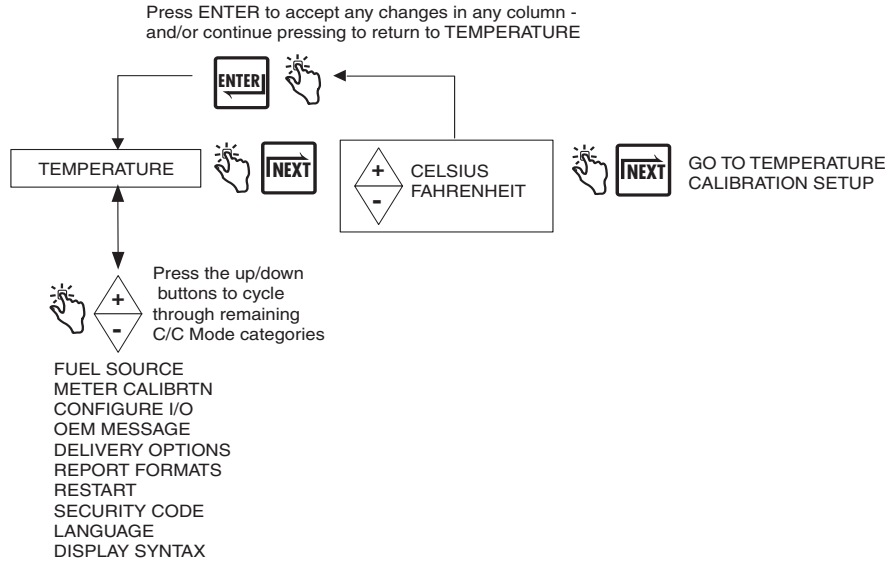 Press ENTER to accept any changes in any column -
and/or continue pressing to return to TEMPERATURE
ENTER
TEMPERATURE
NEXT
+
-
CELSIUS
FAHRENHEIT
NEXT
GO TO TEMPERATURE
CALIBRATION SETUP
+
-
Press the up/down
buttons to cycle
through remaining
C/C Mode categories
FUEL SOURCE
METER CALIBRTN
CONFIGURE I/O
OEM MESSAGE
DELIVERY OPTIONS
REPORT FORMATS
RESTART
SECURITY CODE
LANGUAGE
DISPLAY SYNTAX